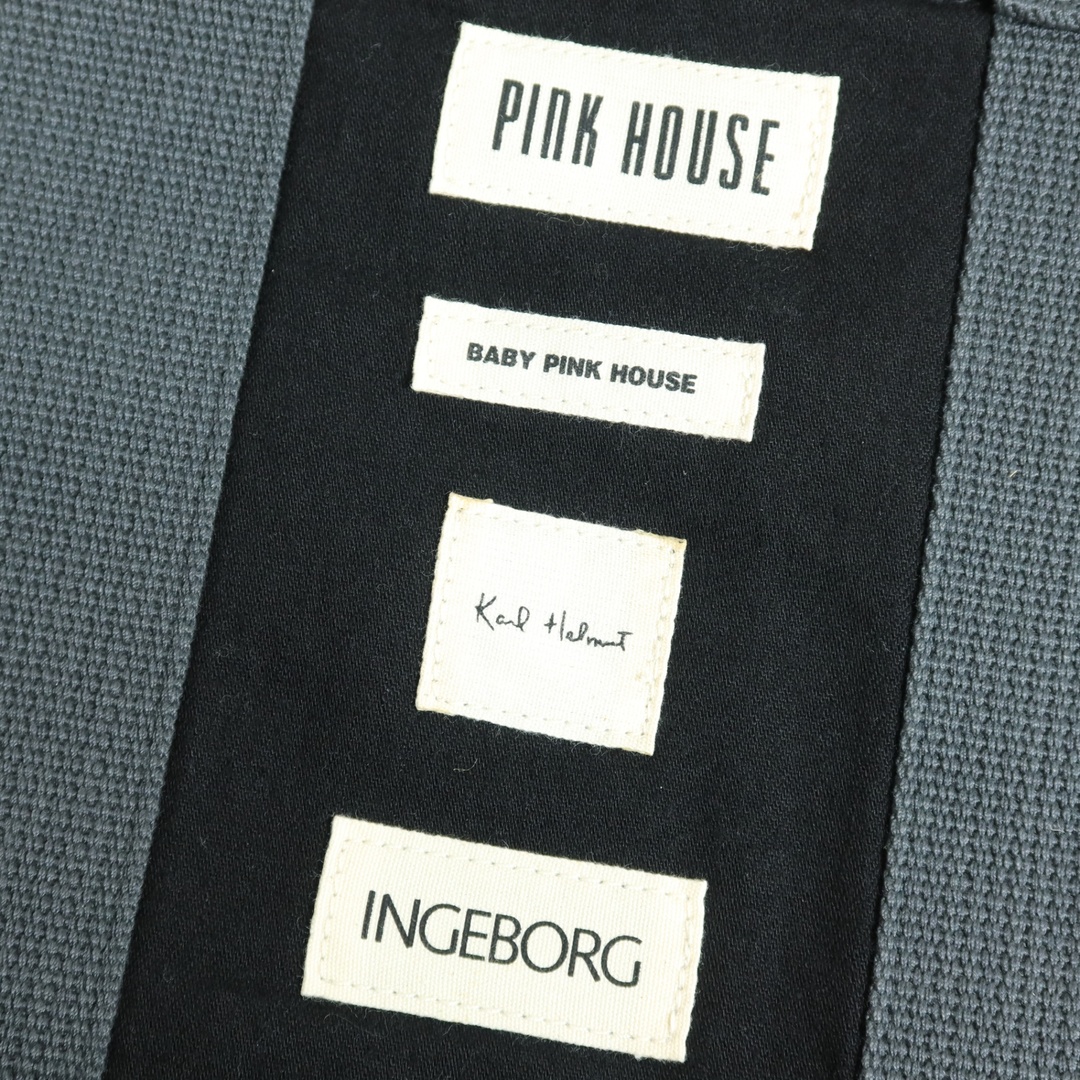 PINK HOUSE
BABY PINK HOUSE
Karl Helmut
INGEBORG